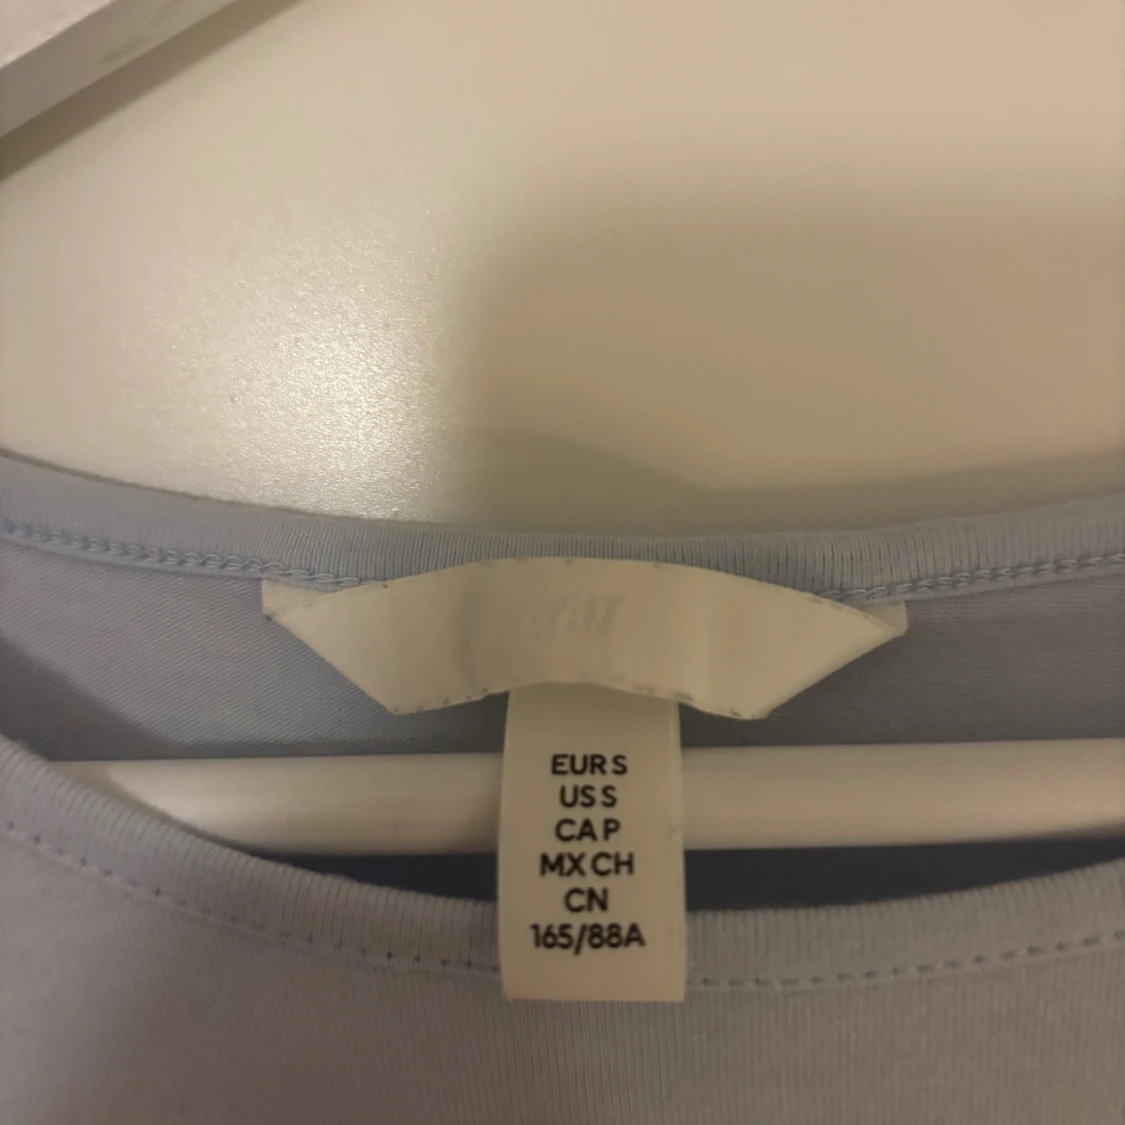 EUR S
US S
CA P
MX CH
CN
165/88A